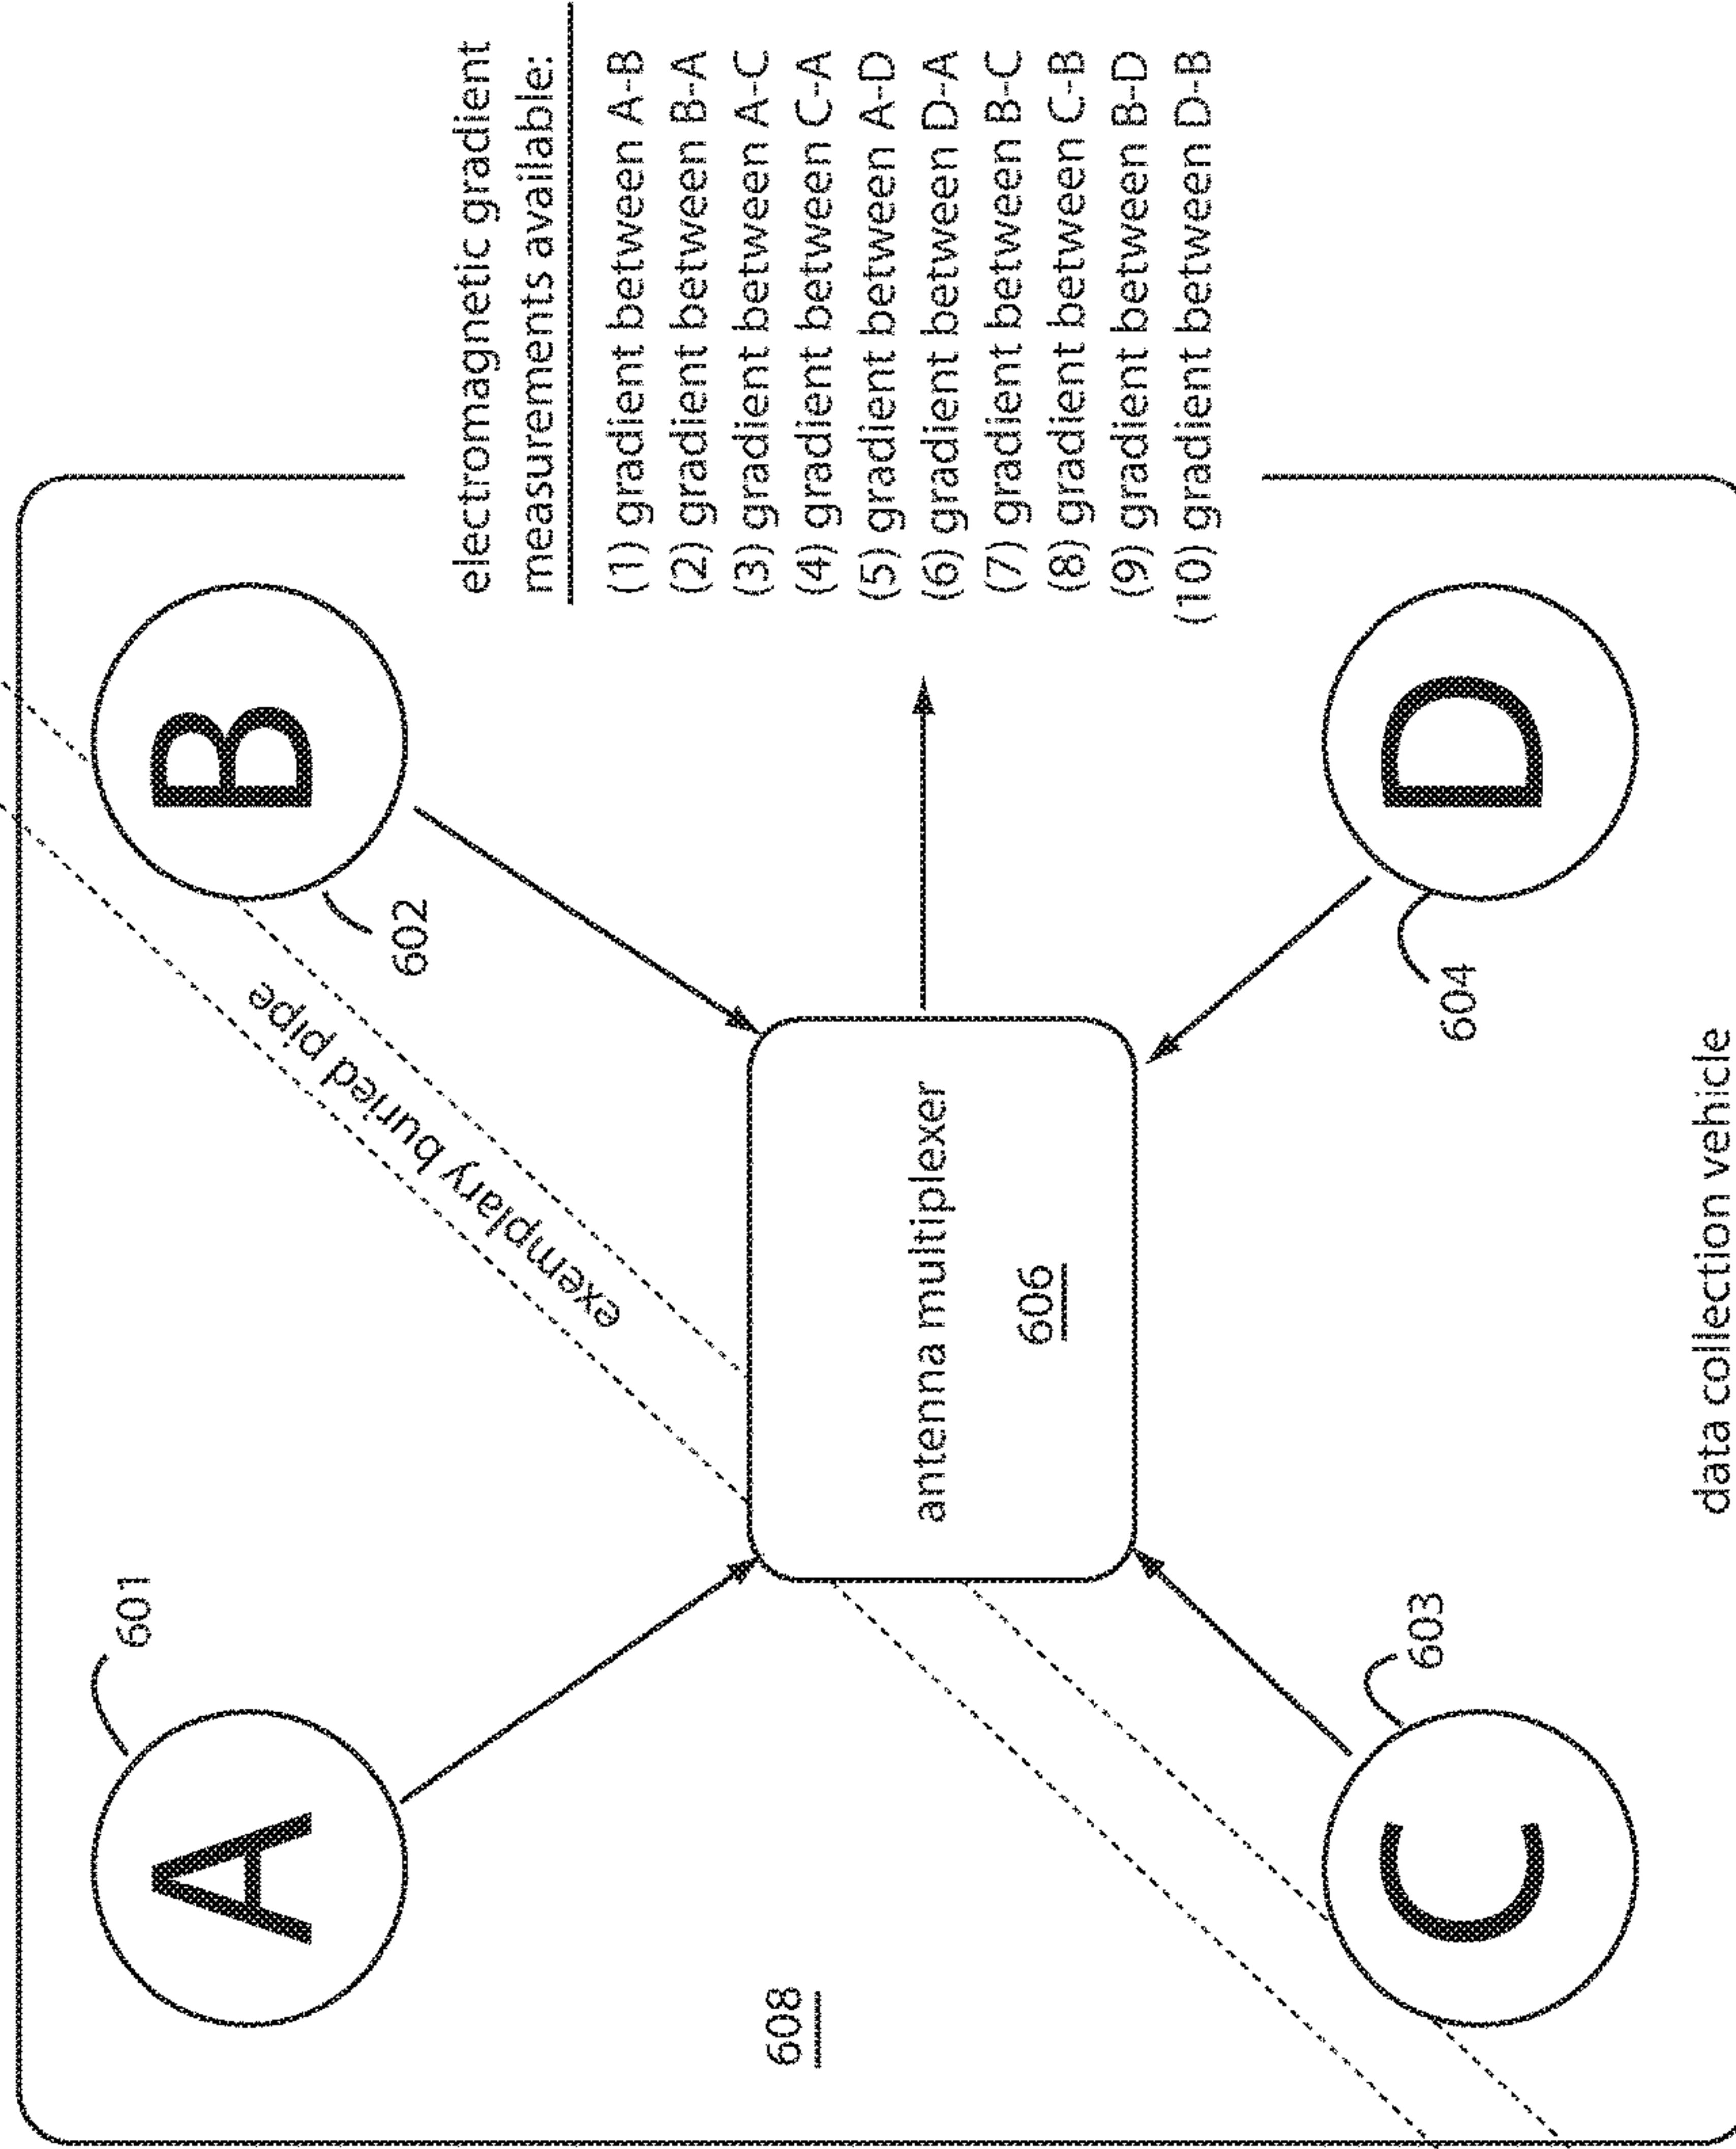 A
601
B
602
exemplary buried pipe
electromagnetic gradient
measurements available:
(1) gradient between A-B
(2) gradient between B-A
(3) gradient between A-C
(4) gradient between C-A
(5) gradient between A-D
(6) gradient between D-A
(7) gradient between B-C
(8) gradient between C-B
(9) gradient between B-D
(10) gradient between D-B
608
antenna multiplexer
606
C
603
D
604
data collection vehicle